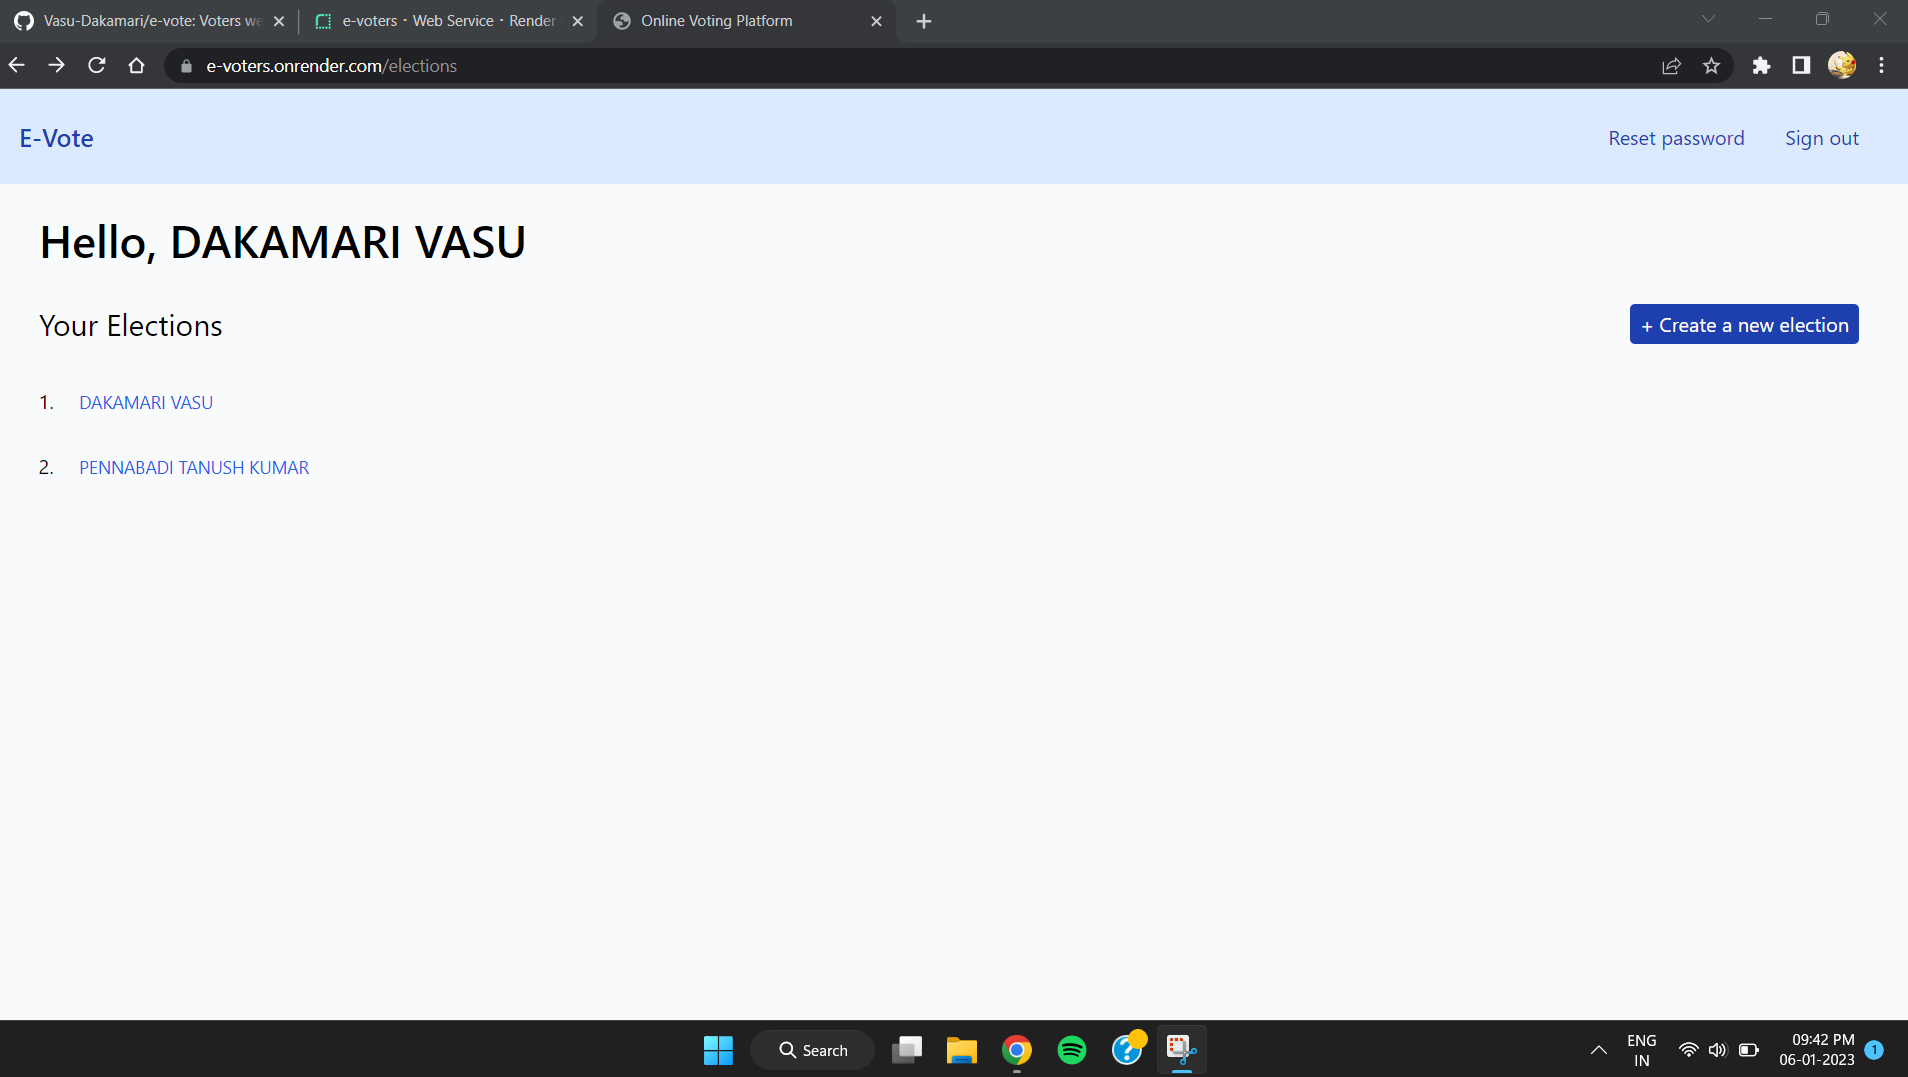 Vasu-Dakamari/e-vote: Voters we
e-voters · Web Service · Render
Online Voting Platform
e-voters.onrender.com/elections
E-Vote
Reset password
Sign out
Hello, DAKAMARI VASU
Your Elections
+ Create a new election
1. DAKAMARI VASU
2. PENNABADI TANUSH KUMAR
Search
ENG
IN
09:42 PM
06-01-2023
1